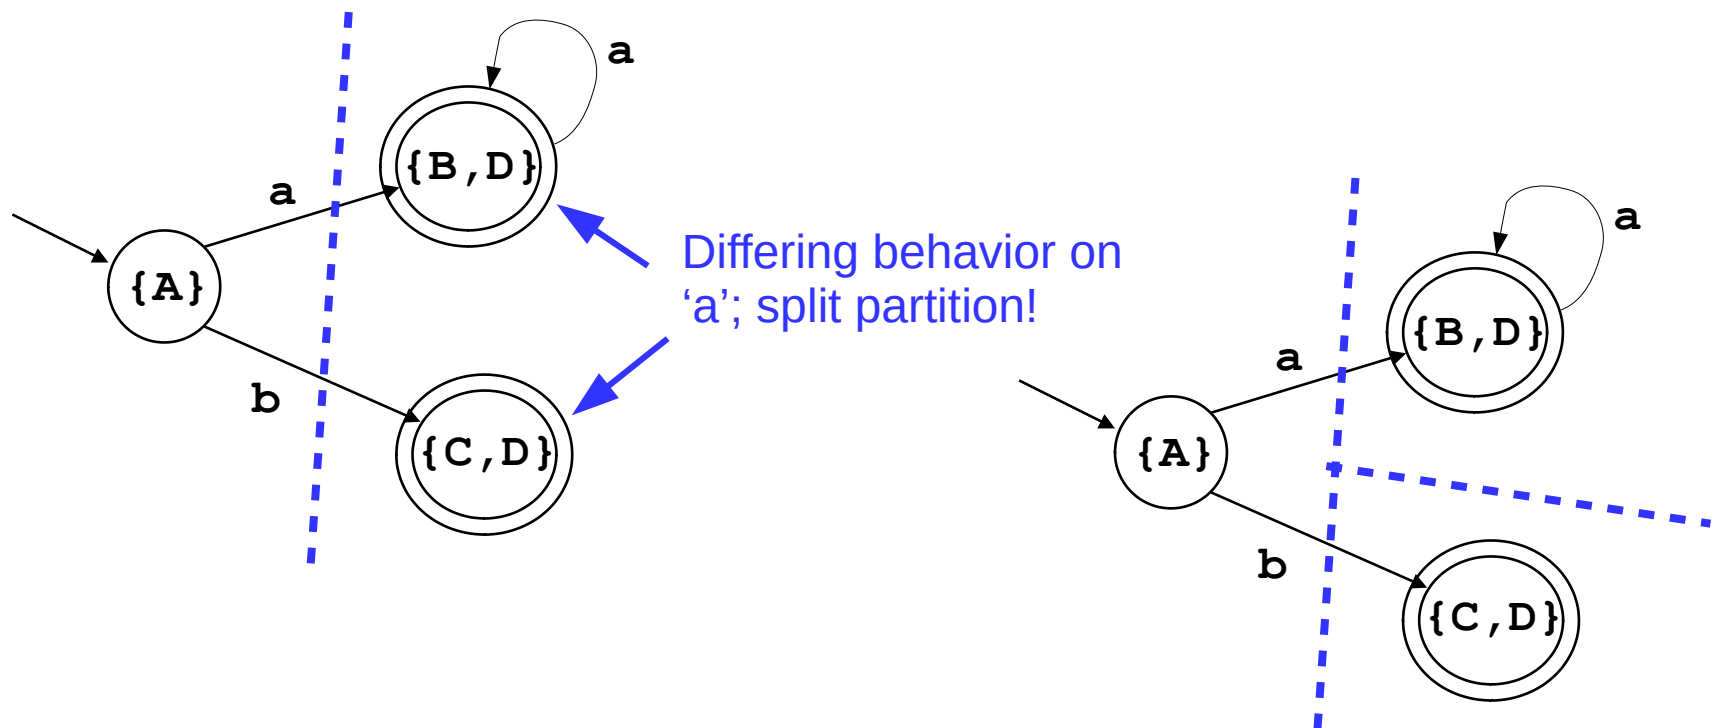 a
{B,D}
a
{A}
b
{C,D}
Differing behavior on
‘a’; split partition!
a
{B,D}
a
{A}
b
{C,D}